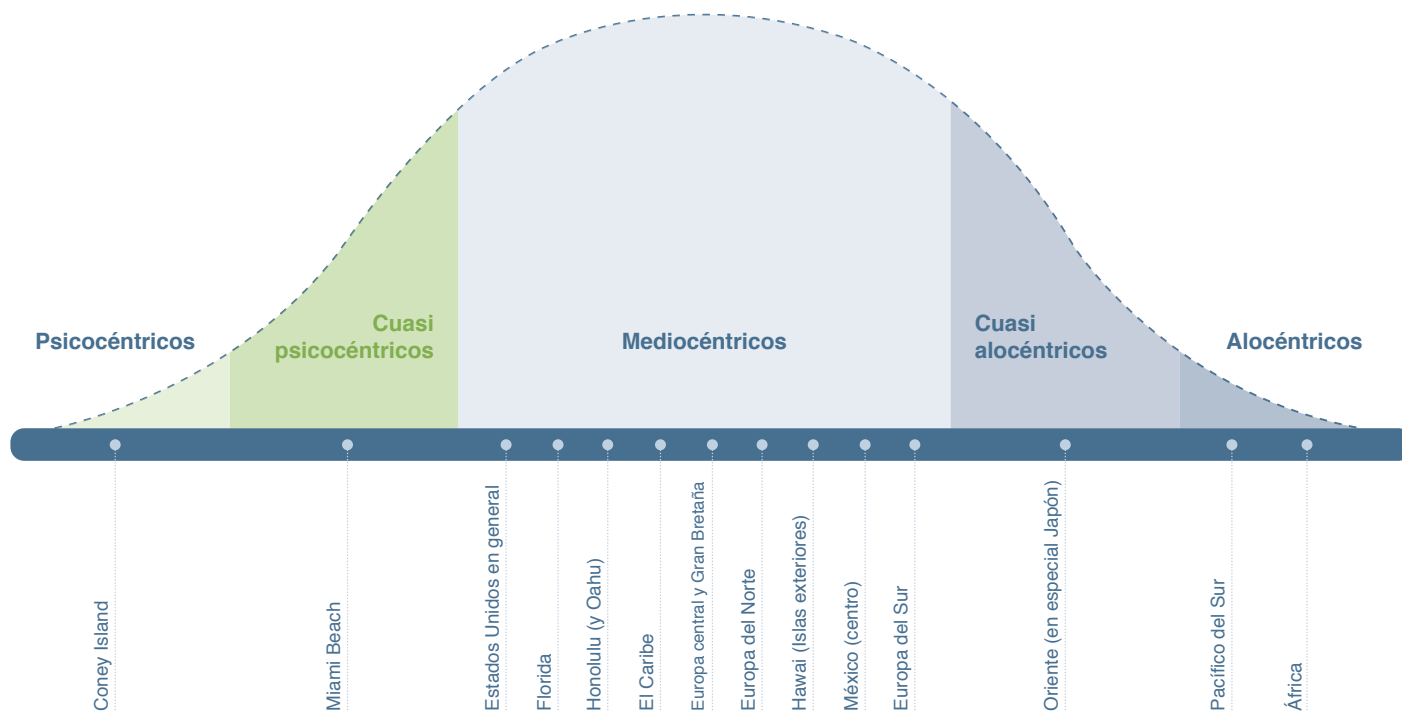 Psicocéntricos
Cuasi
psicocéntricos
Mediocéntricos
Cuasi
alocéntricos
Alocéntricos
Coney Island
Miami Beach
Estados Unidos en general
Florida
Honolulu (y Oahu)
El Caribe
Europa central y Gran Bretaña
Europa del Norte
Hawai (Islas exteriores)
México (centro)
Europa del Sur
Oriente (en especial Japón)
Pacífico del Sur
África